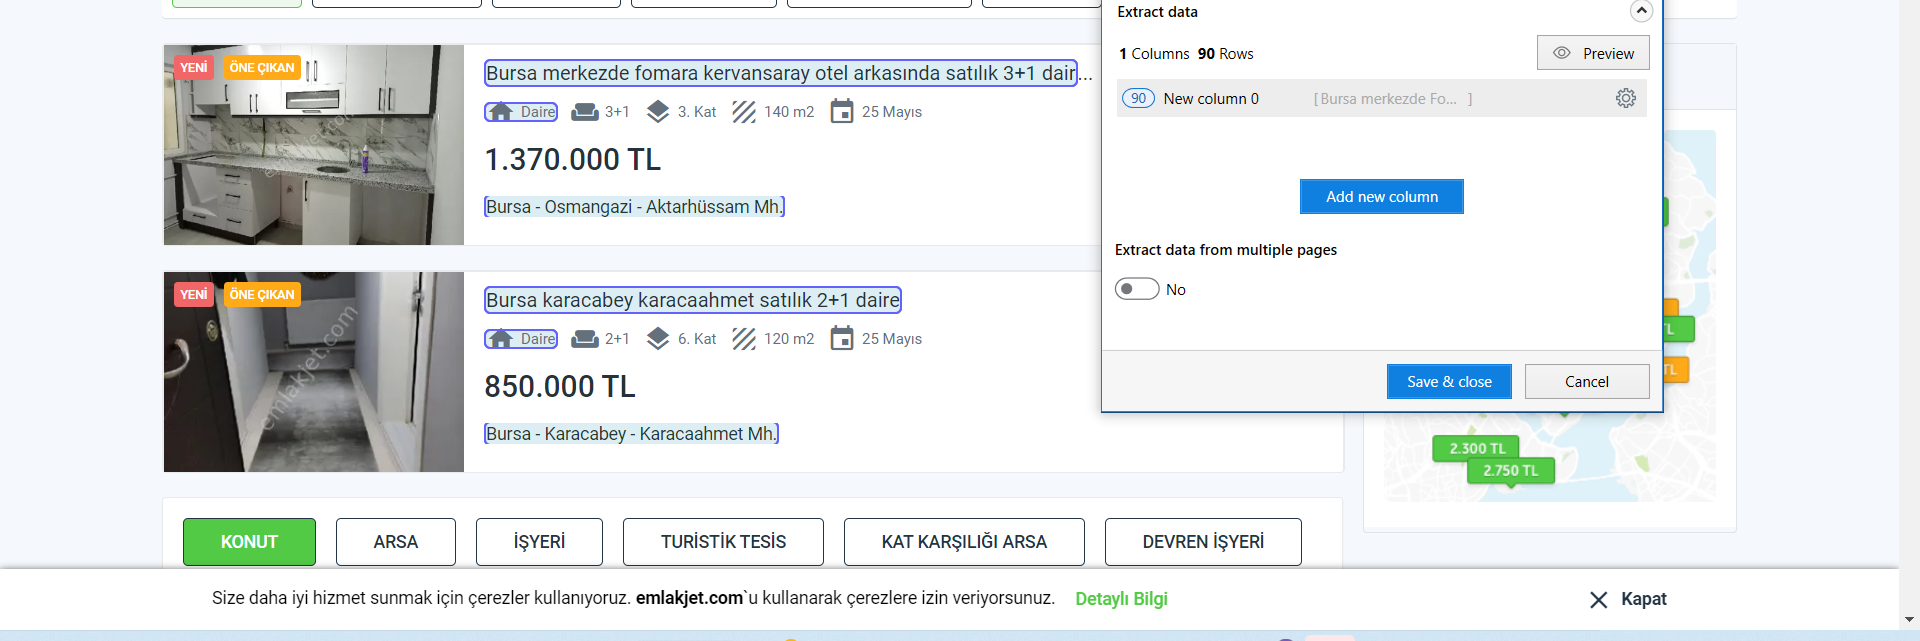 YENİ ÖNE ÇIKAN
Bursa merkezde fomara kervansaray otel arkasında satılık 3+1 dair...
Daire 3+1 3. Kat 140 m2 25 Mayıs
1.370.000 TL
Bursa - Osmangazi - Aktarhüssam Mh.
emlakjet.com
YENİ ÖNE ÇIKAN
Bursa karacabey karacaahmet satılık 2+1 daire
Daire 2+1 6. Kat 120 m2 25 Mayıs
850.000 TL
Bursa - Karacabey - Karacaahmet Mh.
emlakjet.com
Extract data
1 Columns 90 Rows
Preview
90 New column 0 [ Bursa merkezde Fo... ]
Add new column
Extract data from multiple pages
No
Save & close Cancel
TL
TL
2.300 TL
2.750 TL
KONUT ARSA İŞYERİ TURİSTİK TESİS KAT KARŞILIĞI ARSA DEVREN İŞYERİ
Size daha iyi hizmet sunmak için çerezler kullanıyoruz. emlakjet.com`u kullanarak çerezlere izin veriyorsunuz. Detaylı Bilgi Kapat